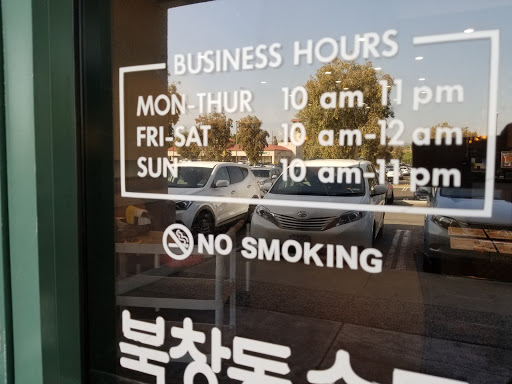 BUSINESS HOURS
MON-THUR 10 am 11 pm
FRI-SAT 10 am-12 am
SUN 10 am-11 pm
NO SMOKING
북창동